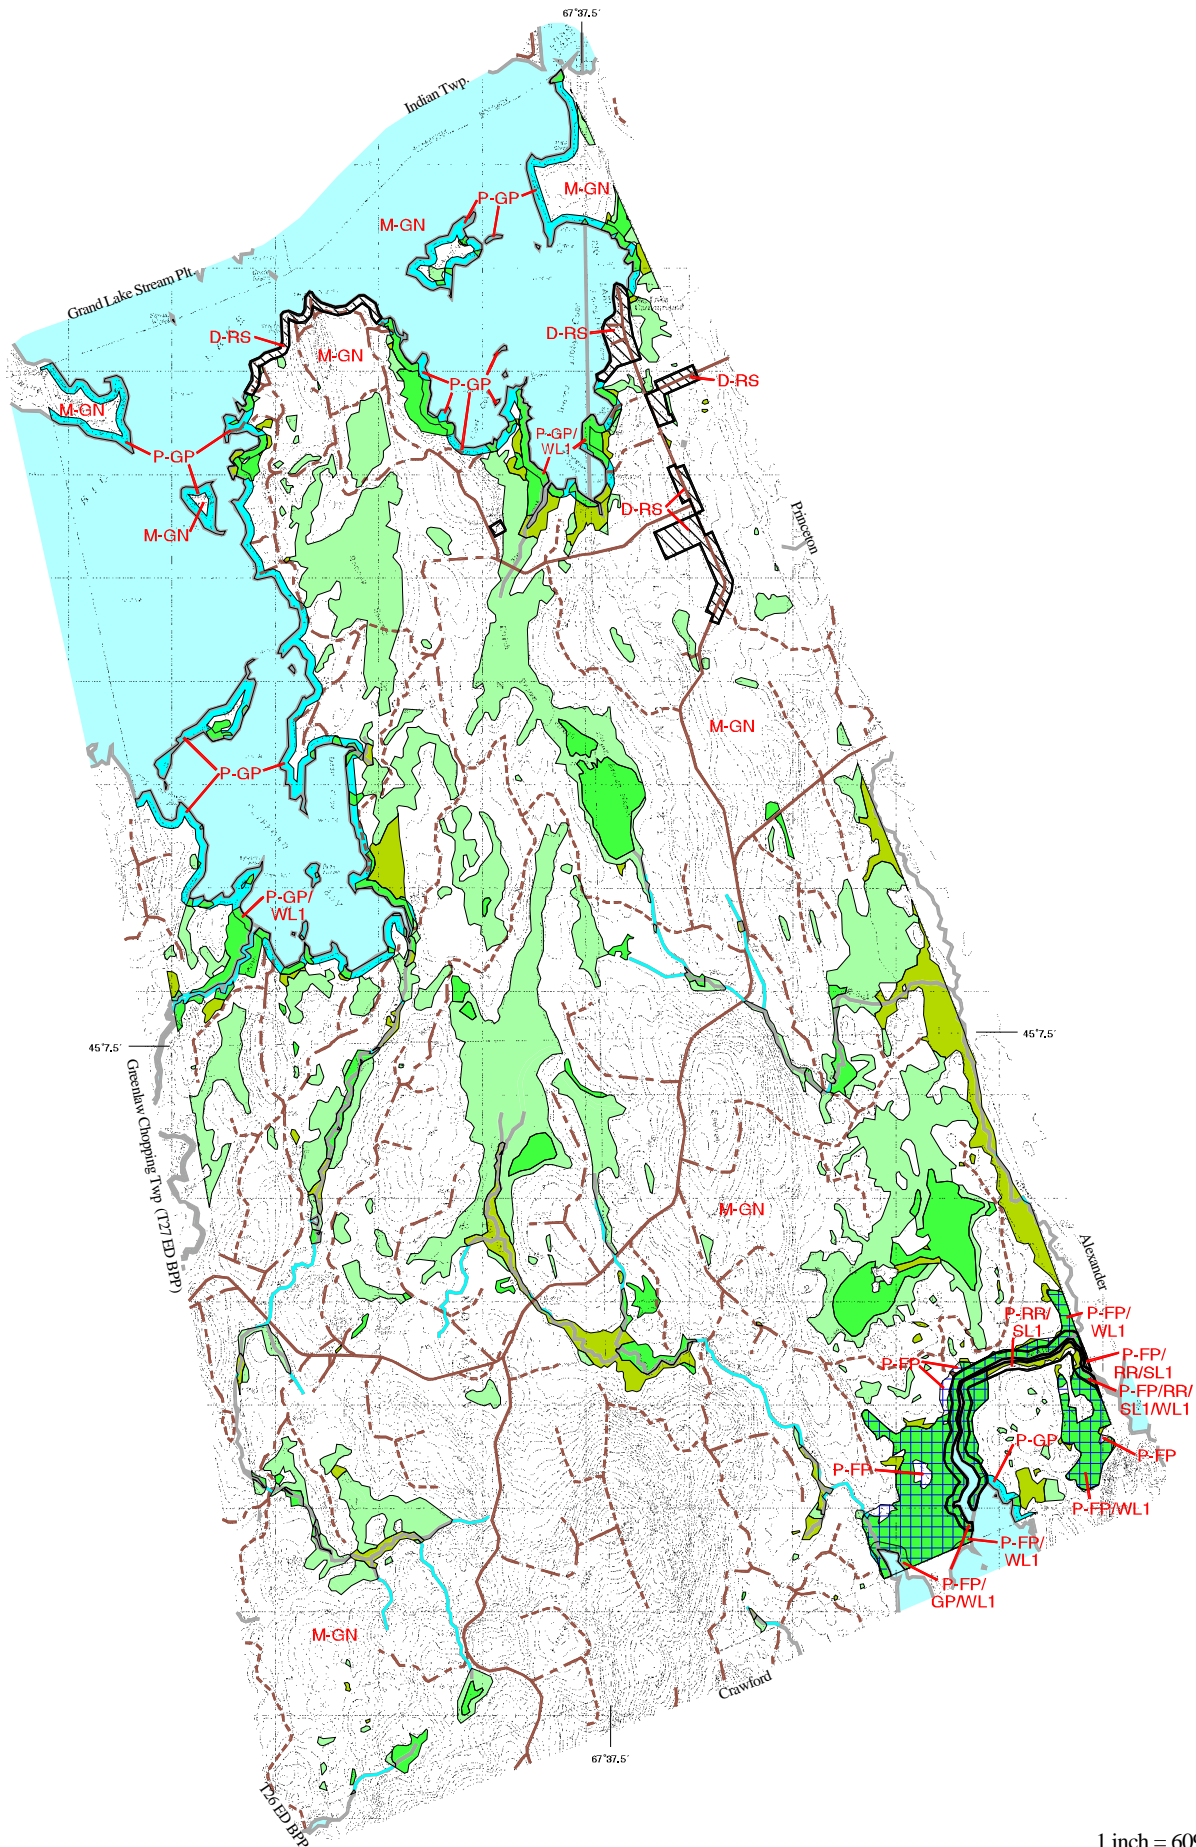 67°37.5'
Indian Twp.
M-GN
P-GP
M-GN
Grand Lake Stream Plt.
D-RS
M-GN
D-RS
D-RS
P-GP
M-GN
P-GP/
WL1
P-GP
D-RS
Princeton
M-GN
M-GN
P-GP
P-GP/
WL1
45°7.5'
45°7.5'
Greenlaw Chopping Twp (T27 ED BPP)
M-GN
Alexander
P-RR/
SL1
P-FP/
WL1
P-FP
P-FP/
RR/SL1
P-FP/RR/
SL1/WL1
P-GP
P-FP
P-FP
P-FP/WL1
P-FP/
WL1
P-FP/
GP/WL1
M-GN
Crawford
67°37.5'
T26 ED BPP
1 inch =